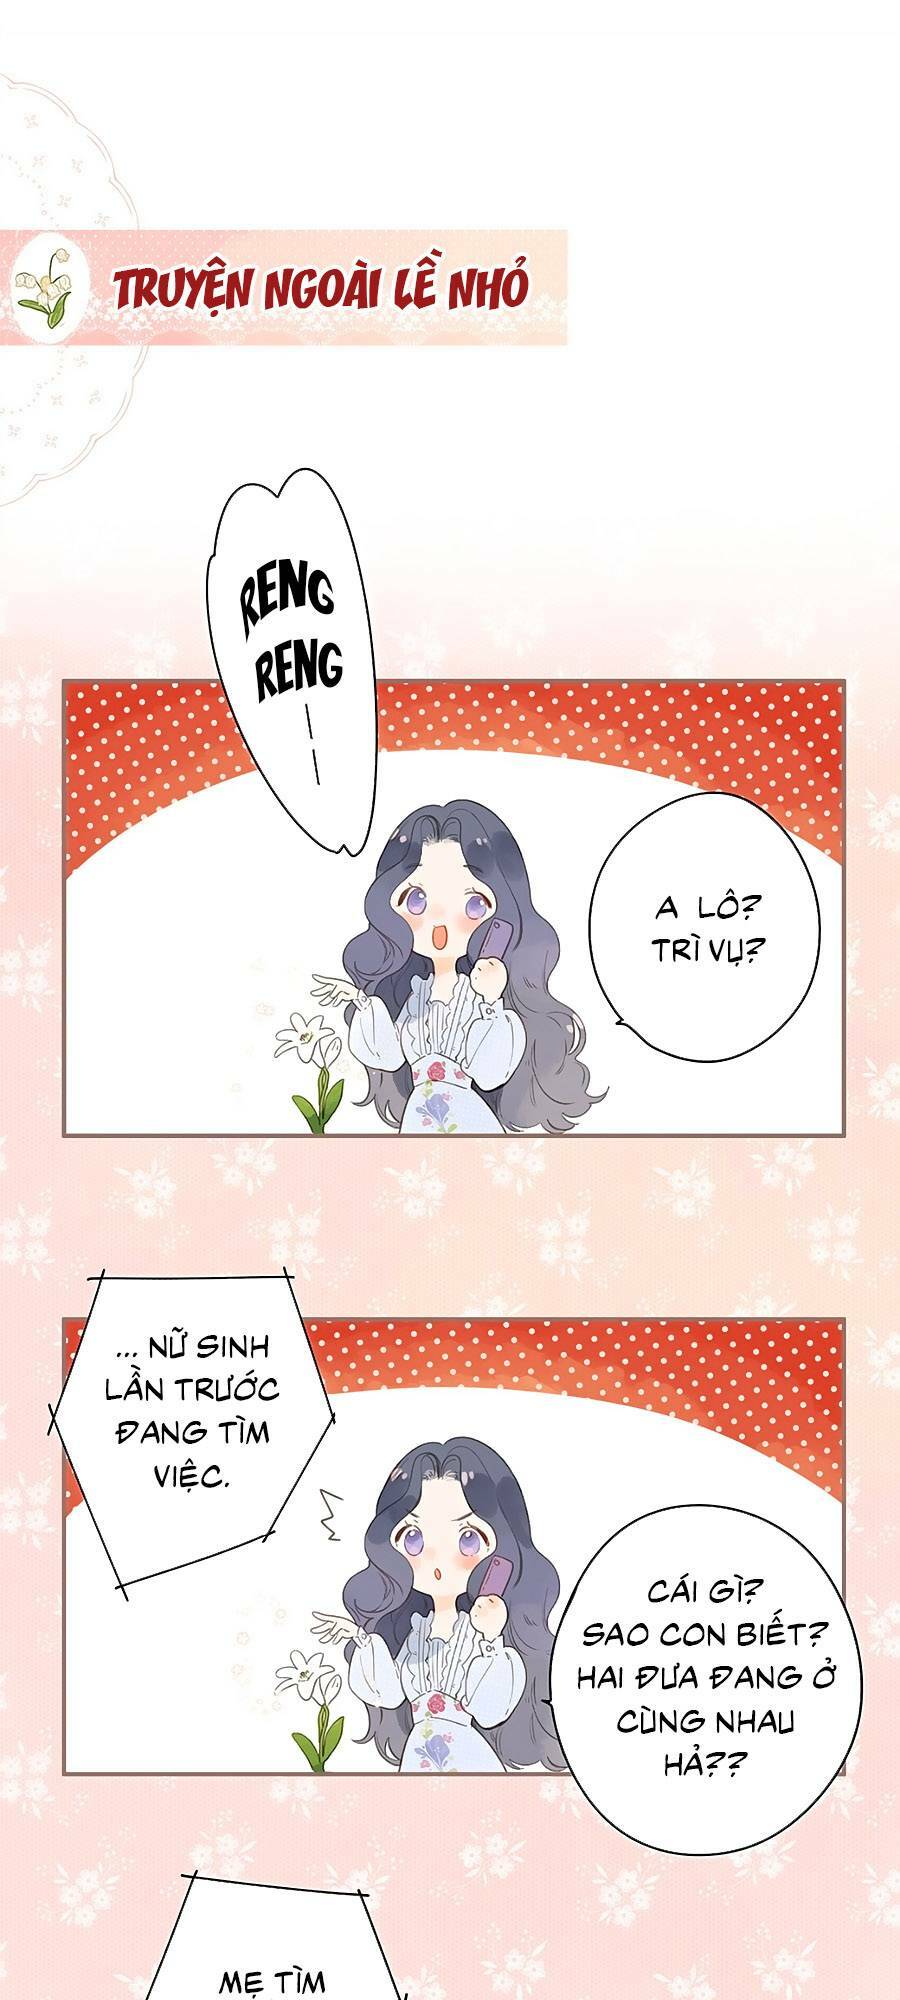 TRUYỆN NGOÀI LỀ NHỎ
RENG
RENG
A LÔ?
TRÌ VỤ?
... NỮ SINH
LẦN TRƯỚC
ĐANG TÌM
VIỆC.
CÁI GÌ?
SAO CON BIẾT?
HAI ĐƯA ĐANG Ở
CÙNG NHAU
HẢ??
MẸ TÌM